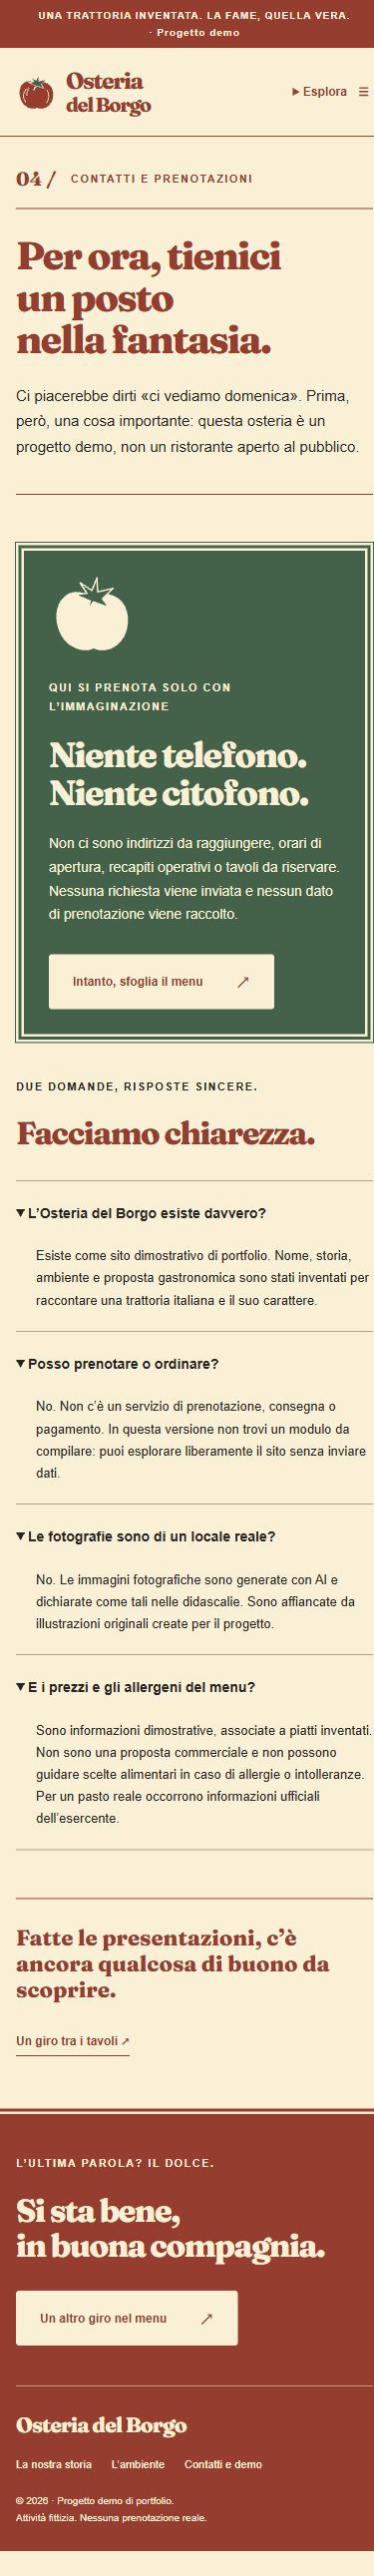 UNA TRATTORIA INVENTATA. LA FAME, QUELLA VERA.
· Progetto demo
Osteria
del Borgo
Esplora
04 / CONTATTI E PRENOTAZIONI
Per ora, tienici
un posto
nella fantasia.
Ci piacerebbe dirti «ci vediamo domenica». Prima,
però, una cosa importante: questa osteria è un
progetto demo, non un ristorante aperto al pubblico.
QUI SI PRENOTA SOLO CON
L’IMMAGINAZIONE
Niente telefono.
Niente citofono.
Non ci sono indirizzi da raggiungere, orari di
apertura, recapiti operativi o tavoli da riservare.
Nessuna richiesta viene inviata e nessun dato
di prenotazione viene raccolto.
Intanto, sfoglia il menu ↗
DUE DOMANDE, RISPOSTE SINCERE.
Facciamo chiarezza.
L’Osteria del Borgo esiste davvero?
Esiste come sito dimostrativo di portfolio. Nome, storia,
ambiente e proposta gastronomica sono stati inventati per
raccontare una trattoria italiana e il suo carattere.
Posso prenotare o ordinare?
No. Non c’è un servizio di prenotazione, consegna o
pagamento. In questa versione non trovi un modulo da
compilare: puoi esplorare liberamente il sito senza inviare
dati.
Le fotografie sono di un locale reale?
No. Le immagini fotografiche sono generate con AI e
dichiarate come tali nelle didascalie. Sono affiancate da
illustrazioni originali create per il progetto.
E i prezzi e gli allergeni del menu?
Sono informazioni dimostrative, associate a piatti inventati.
Non sono una proposta commerciale e non possono
guidare scelte alimentari in caso di allergie o intolleranze.
Per un pasto reale occorrono informazioni ufficiali
dell’esercente.
Fatte le presentazioni, c’è
ancora qualcosa di buono da
scoprire.
Un giro tra i tavoli ↗
L’ULTIMA PAROLA? IL DOLCE.
Si sta bene,
in buona compagnia.
Un altro giro nel menu ↗
Osteria del Borgo
La nostra storia L’ambiente Contatti e demo
© 2026 · Progetto demo di portfolio.
Attività fittizia. Nessuna prenotazione reale.